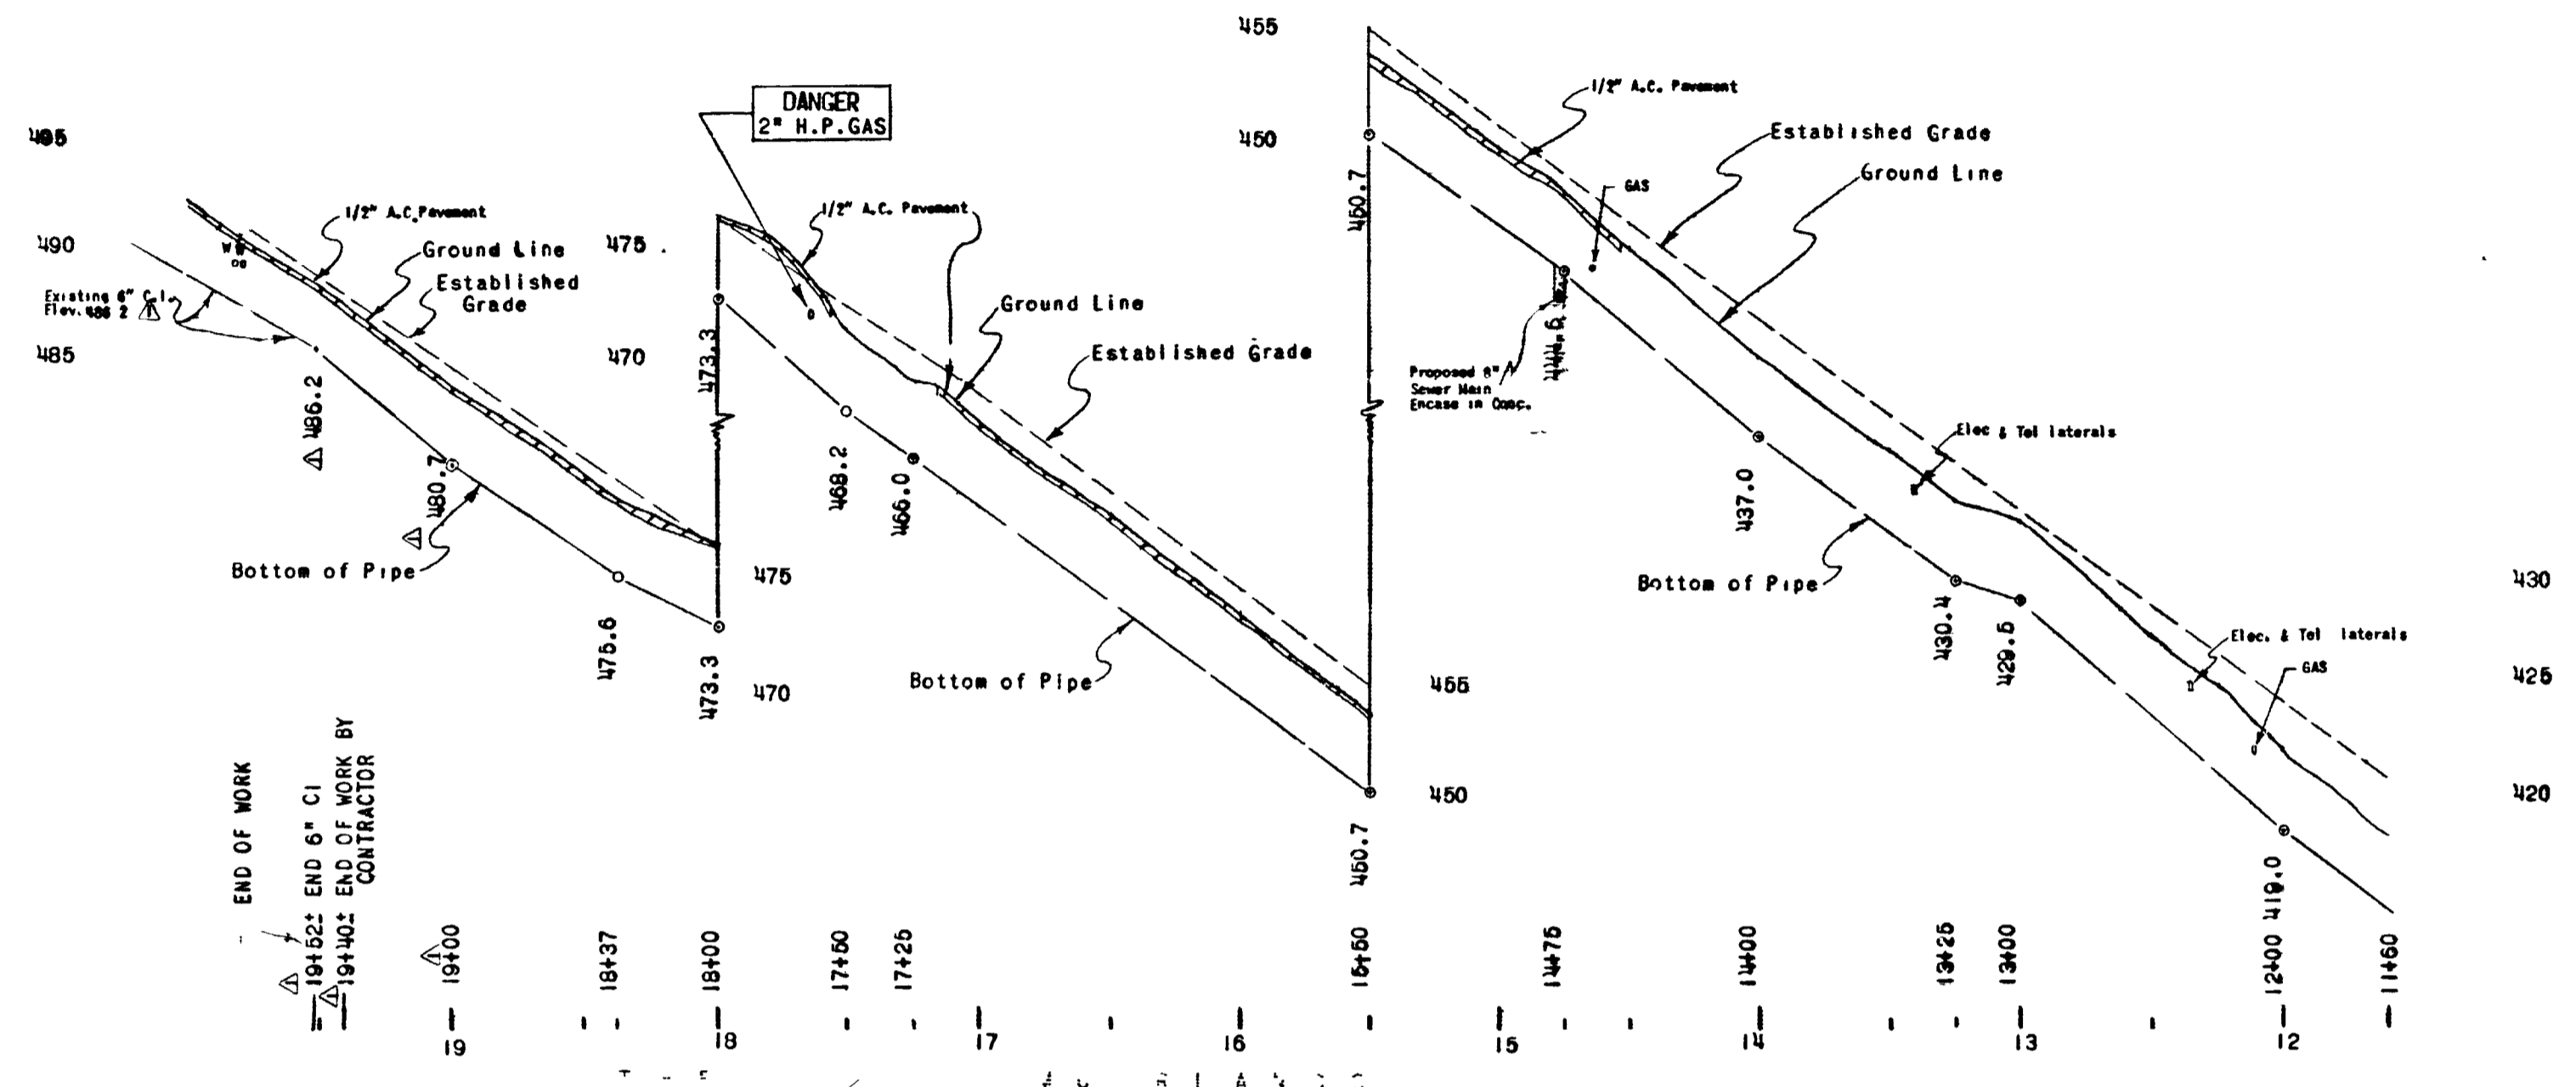 455
DANGER
2" H.P. GAS
1/2" A.C. Pavement
495
450
Established Grade
Ground Line
GAS
450.7
1/2" A.C. Pavement
1/2" A.C. Pavement
490
475
Ground Line
Established
Grade
Existing 6" C.I.
Elev. 486.2
Ground Line
485
470
473.3
Established Grade
444.6
Proposed 8"
Sewer Main
Encase in Conc.
486.2
480.7
468.2
466.0
437.0
Elec & Tel laterals
Bottom of Pipe
475
Bottom of Pipe
430
430.4
429.5
475.6
473.3
470
Bottom of Pipe
455
Elec. & Tel laterals
GAS
425
450
420
450.7
419.0
END OF WORK
19+52± END 6" CI
19+40± END OF WORK BY
CONTRACTOR
19+00
18+37
18+00
17+50
17+25
15+50
14+75
14+00
13+25
13+00
12+00
11+60
19
18
17
16
15
14
13
12